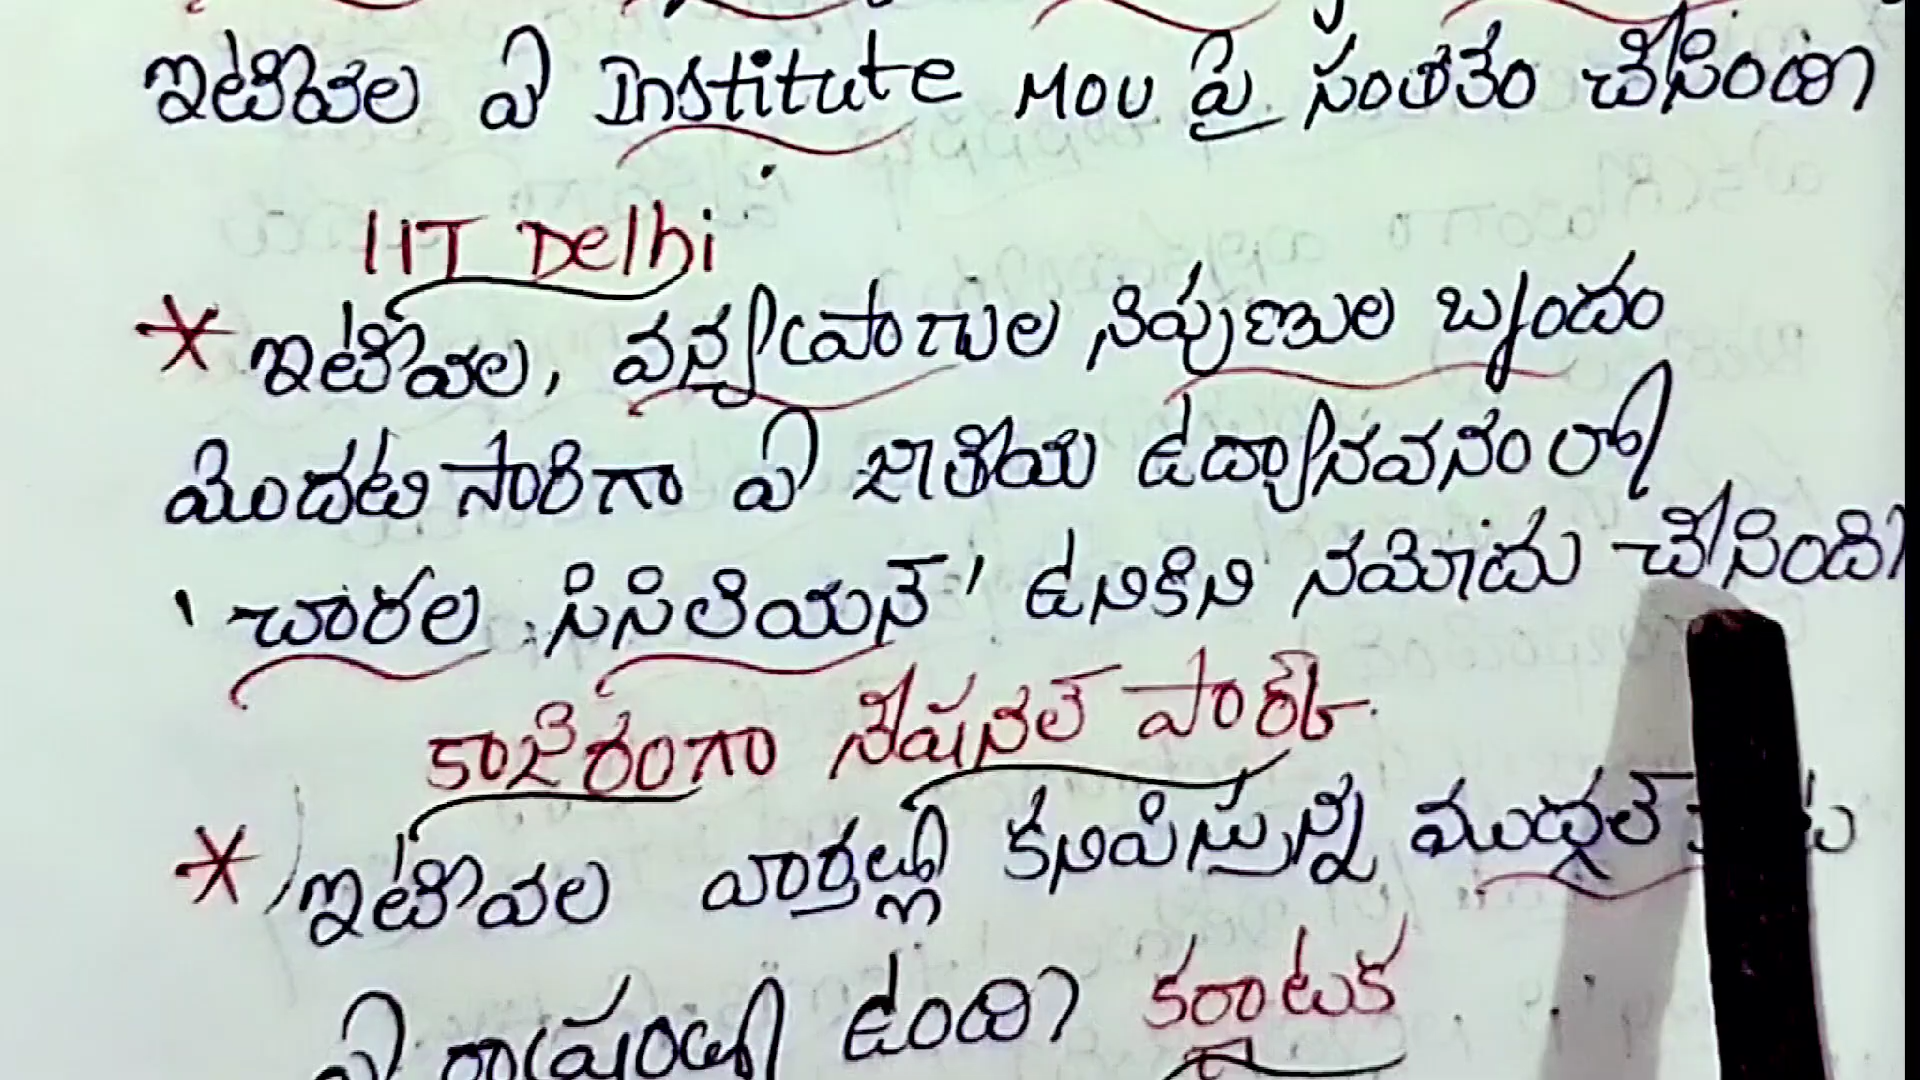 ఇటీవల ఏ Institute MOU పై సంతకం చేసింది?
IIT Delhi
* ఇటీవల, వన్యప్రాణుల నిపుణుల బృందం
మొదటి సారిగా ఏ జాతీయ ఉద్యానవనంలో
'చారల సిసిలియన్' ఉనికిని నమోదు చేసింది?
కాజిరంగా నేషనల్ పార్క్.
* ఇటీవల వార్తల్లో కనిపిస్తున్న ముద్గల్
ఏ రాష్ట్రంలో ఉంది? కర్ణాటక